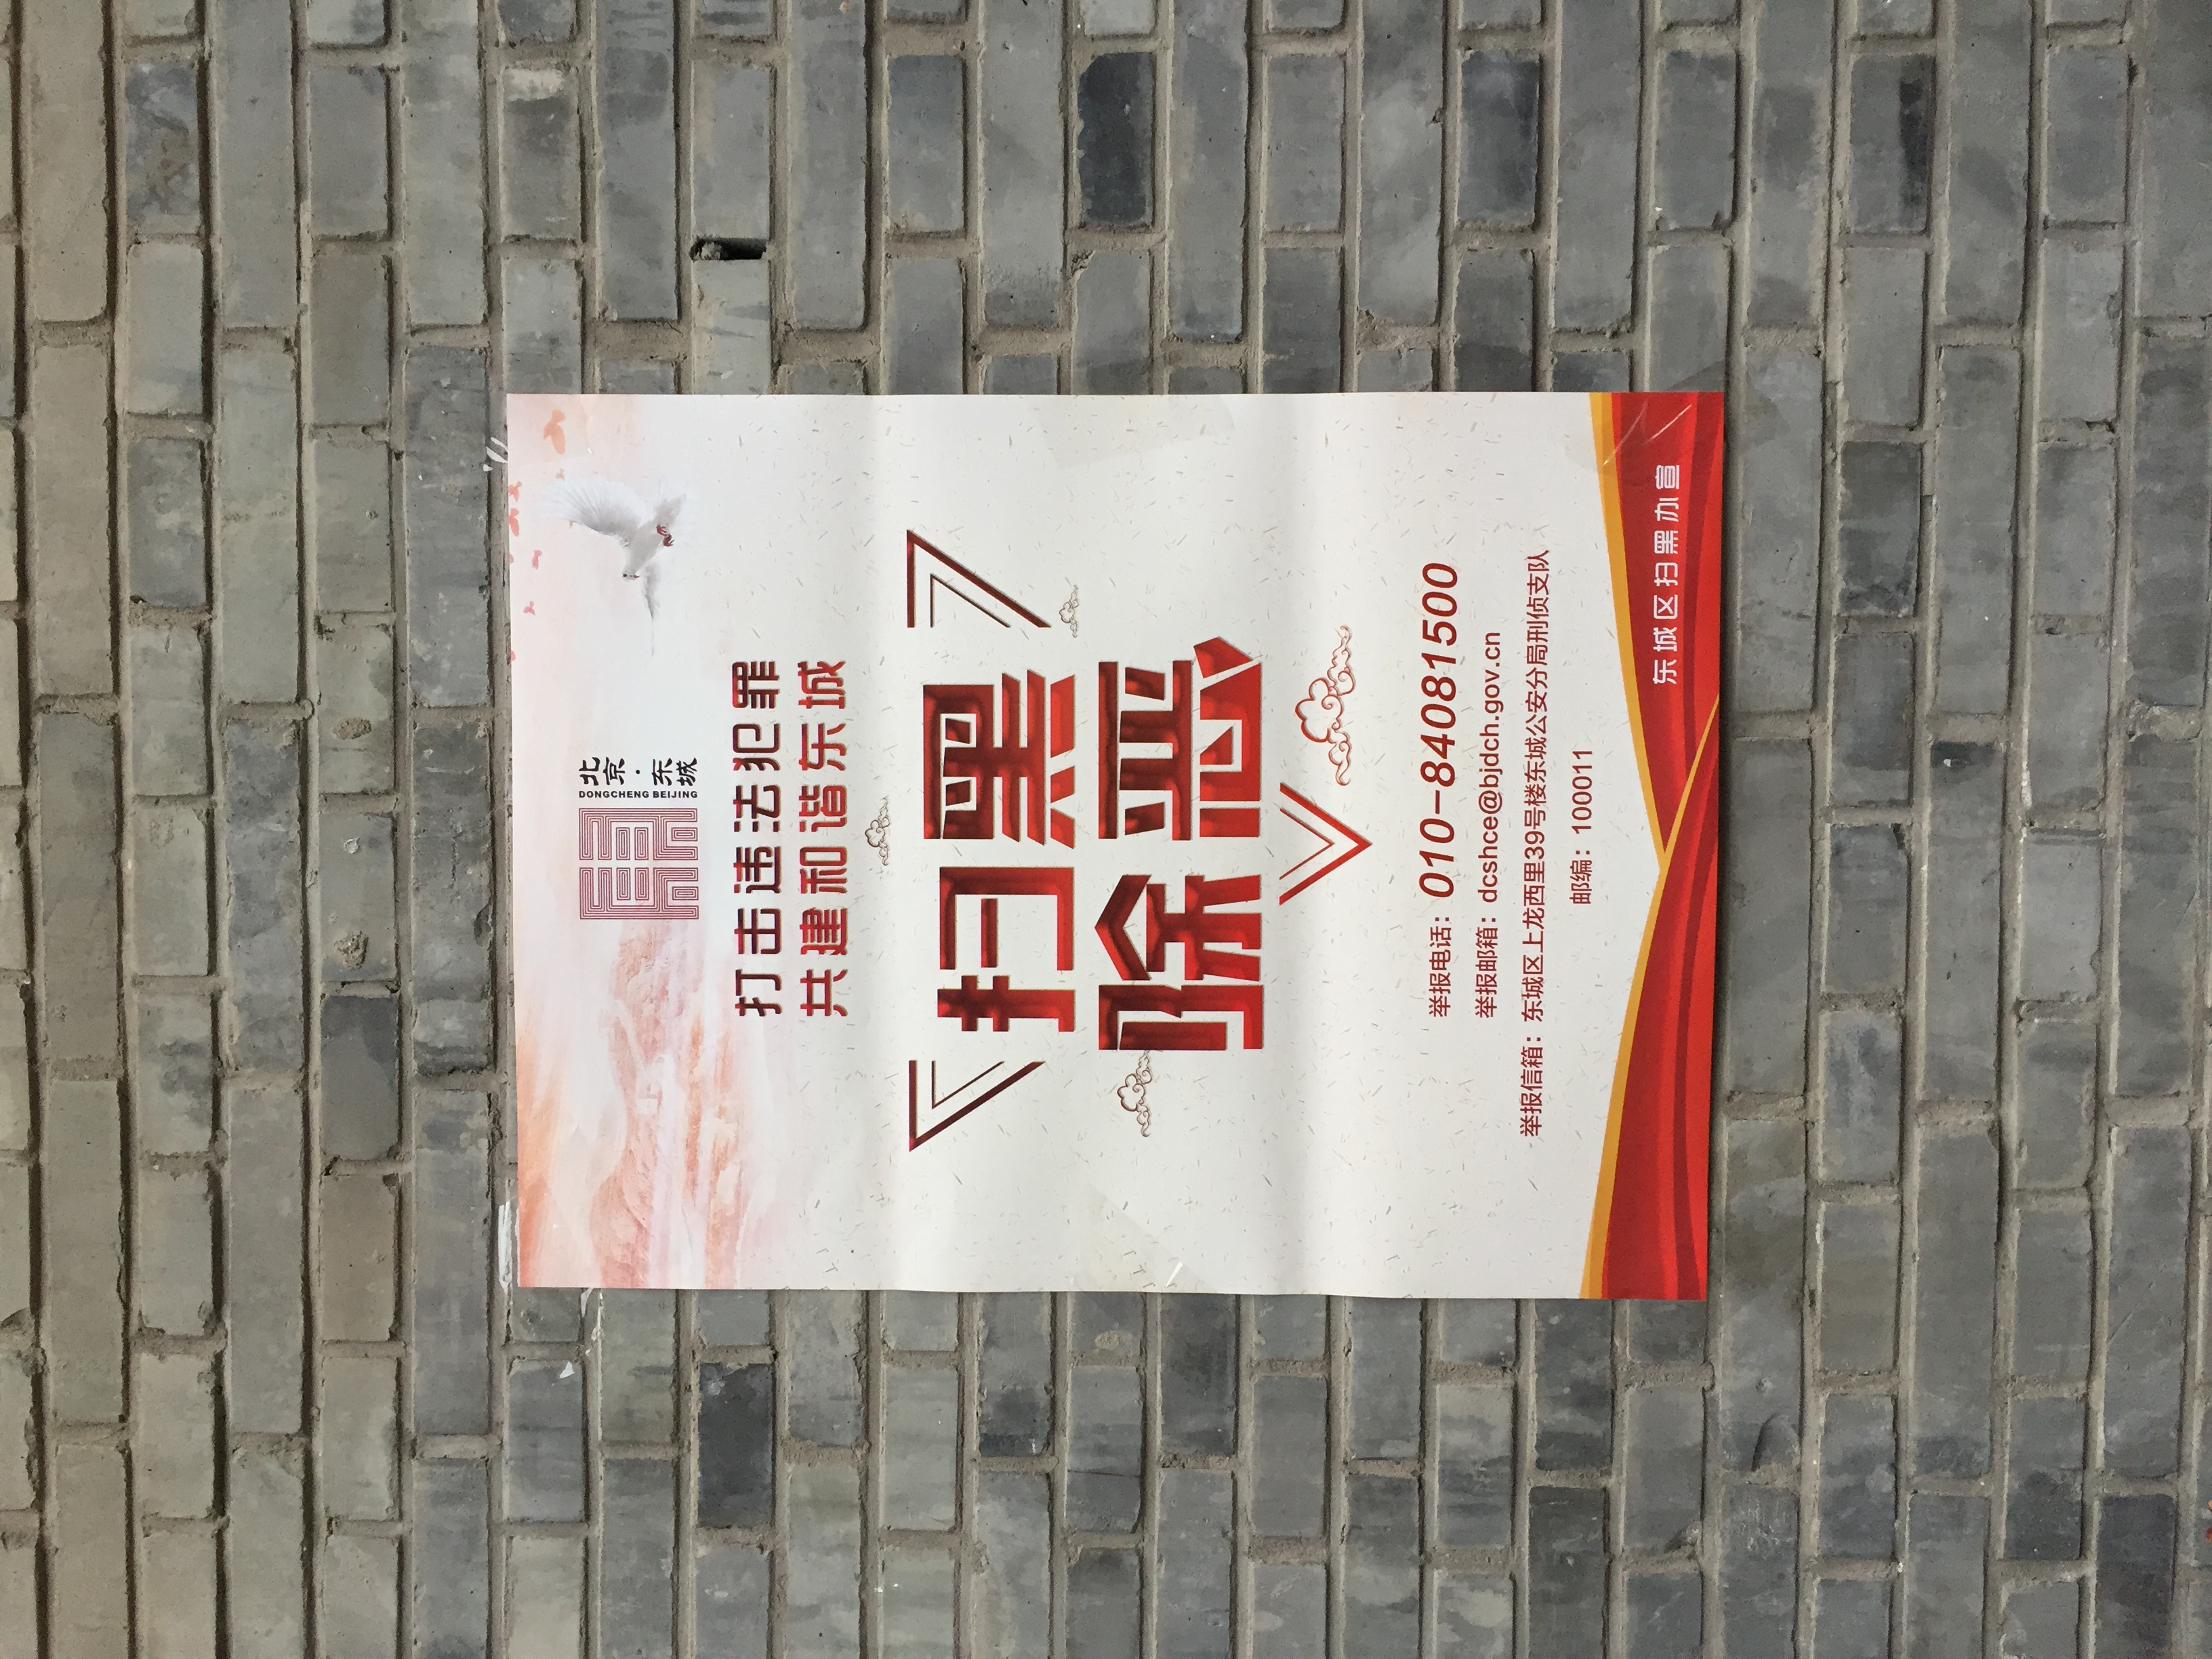 北京·东城
DONGCHENG BEIJING
打击违法犯罪
共建和谐东城
扫黑
除恶
举报电话：010-84081500
举报邮箱：dcshce@bjdch.gov.cn
举报信箱：东城区上龙西里39号楼东城公安分局刑侦支队
邮编：100011
东城区扫黑办宣